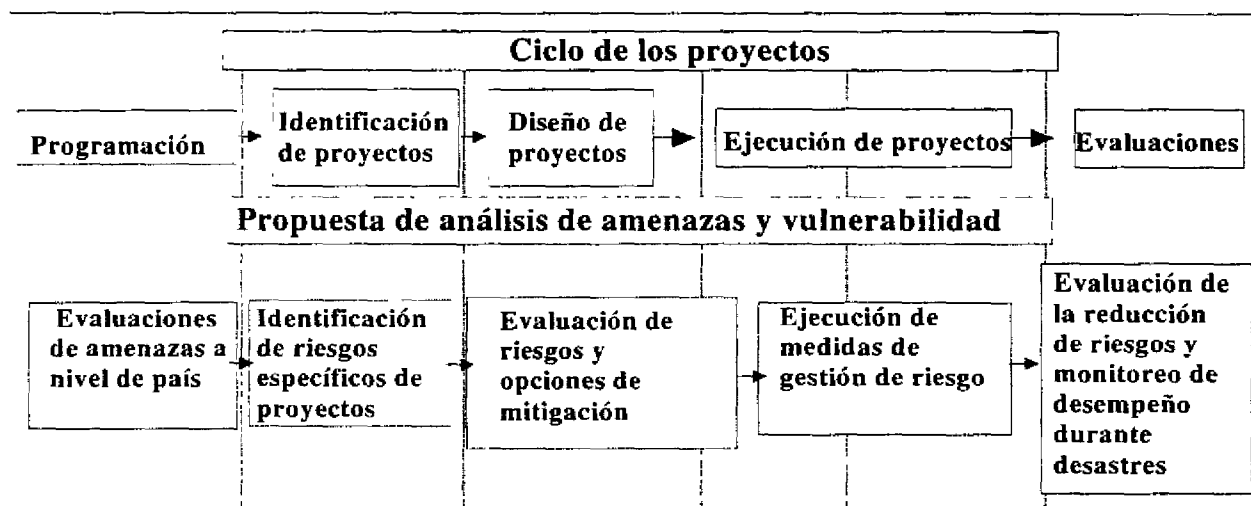 Ciclo de los proyectos
Programación
Identificación
de proyectos
Diseño de
proyectos
Ejecución de proyectos
Evaluaciones
Propuesta de análisis de amenazas y vulnerabilidad
Evaluaciones
de amenazas a
nivel de país
Identificación
de riesgos
específicos de
proyectos
Evaluación de
riesgos y
opciones de
mitigación
Ejecución de
medidas de
gestión de riesgo
Evaluación de
la reducción
de riesgos y
monitoreo de
desempeño
durante
desastres